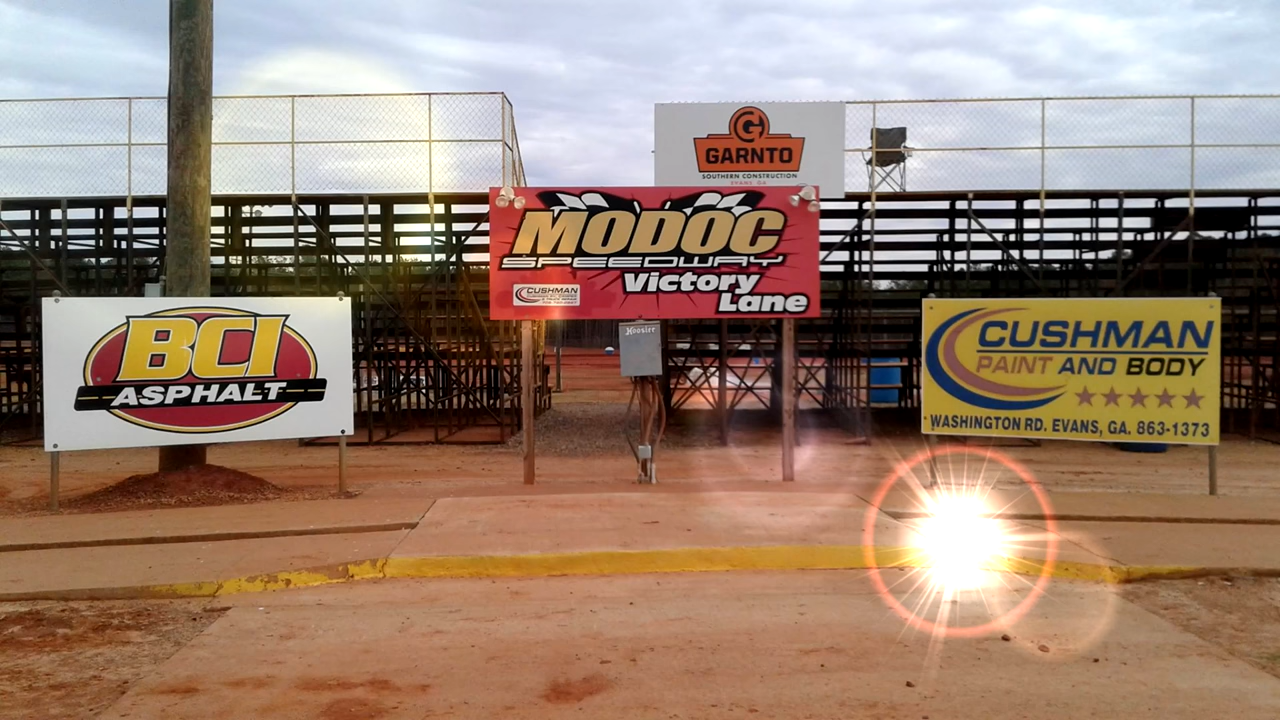 G
GARNTO
SOUTHERN CONSTRUCTION
EVANS, GA
MODOC
SPEEDWAY
Victory
Lane
CUSHMAN
Hoosier
BCI
ASPHALT
CUSHMAN
PAINT AND BODY
WASHINGTON RD. EVANS, GA. 863-1373